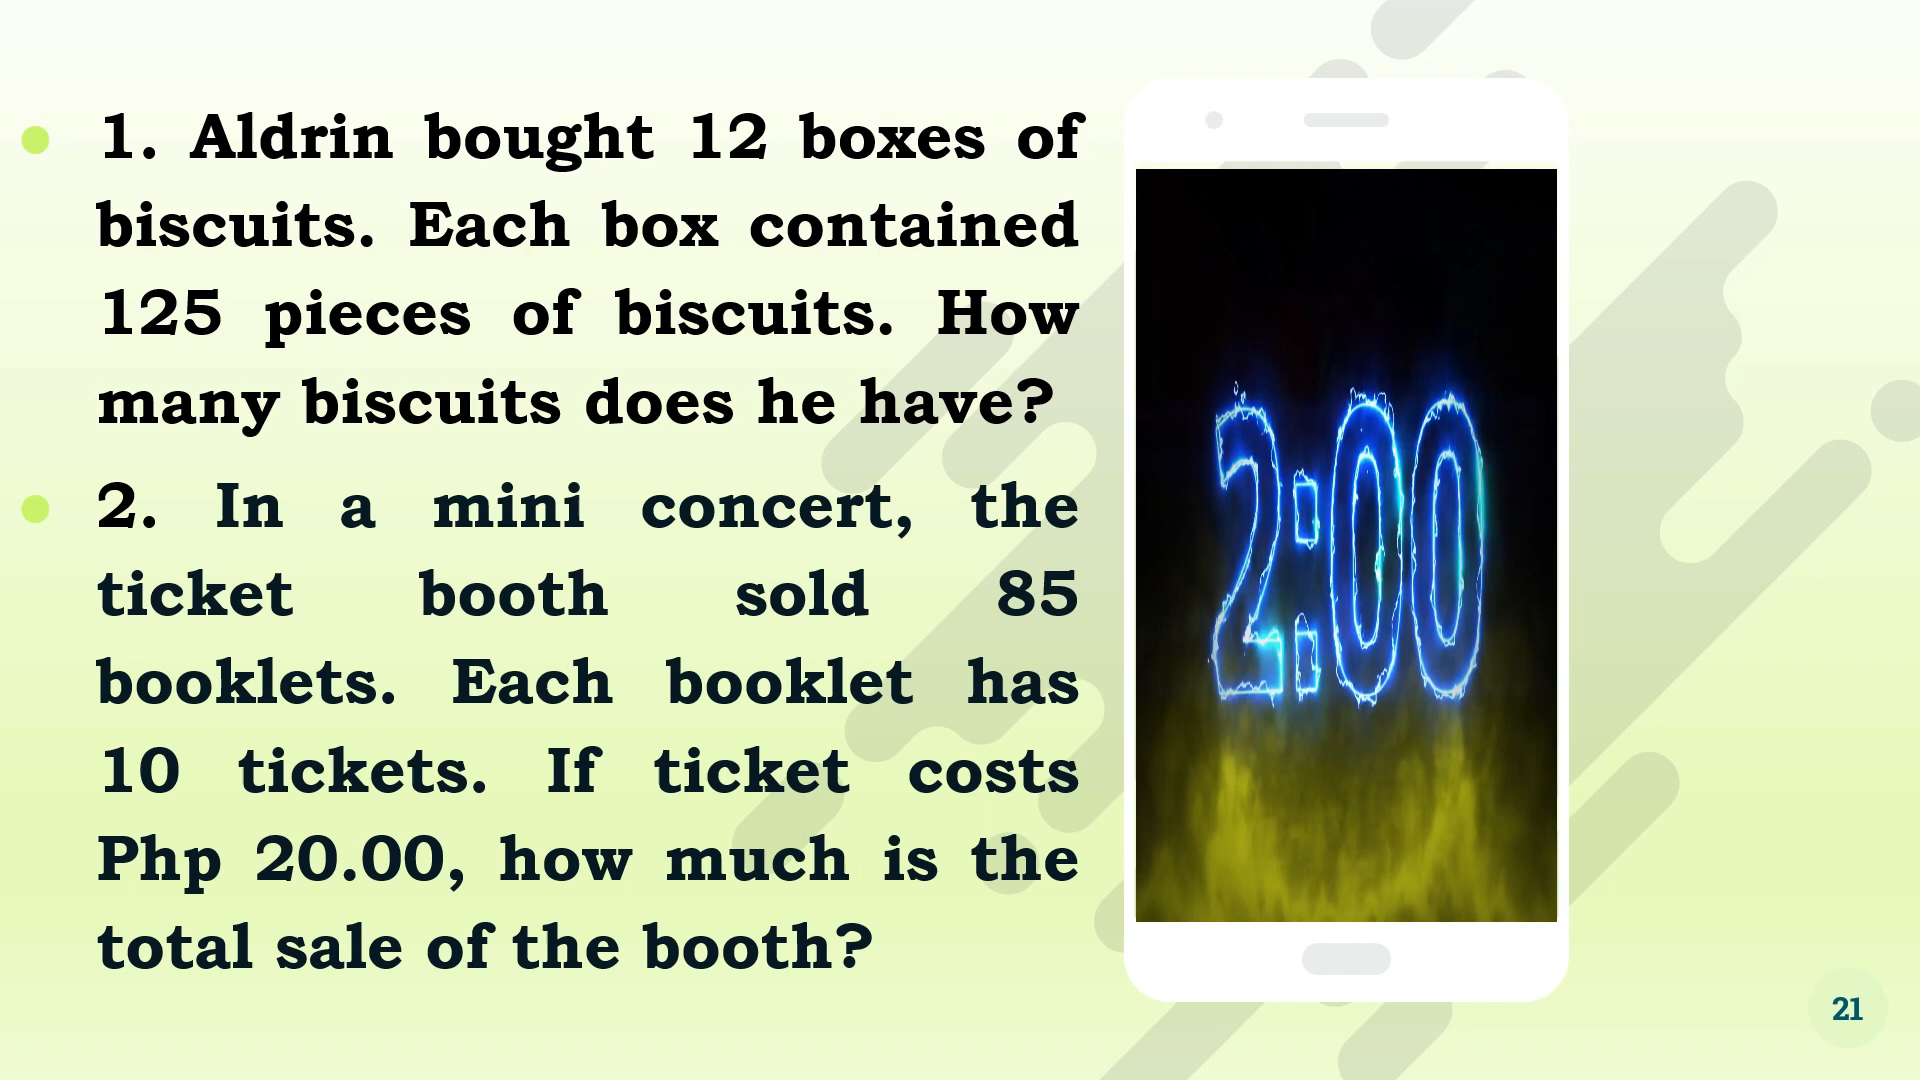 1. Aldrin bought 12 boxes of
biscuits. Each box contained
125 pieces of biscuits. How
many biscuits does he have?
2. In a mini concert, the
ticket booth sold 85
booklets. Each booklet has
10 tickets. If ticket costs
Php 20.00, how much is the
total sale of the booth?
2:00
21